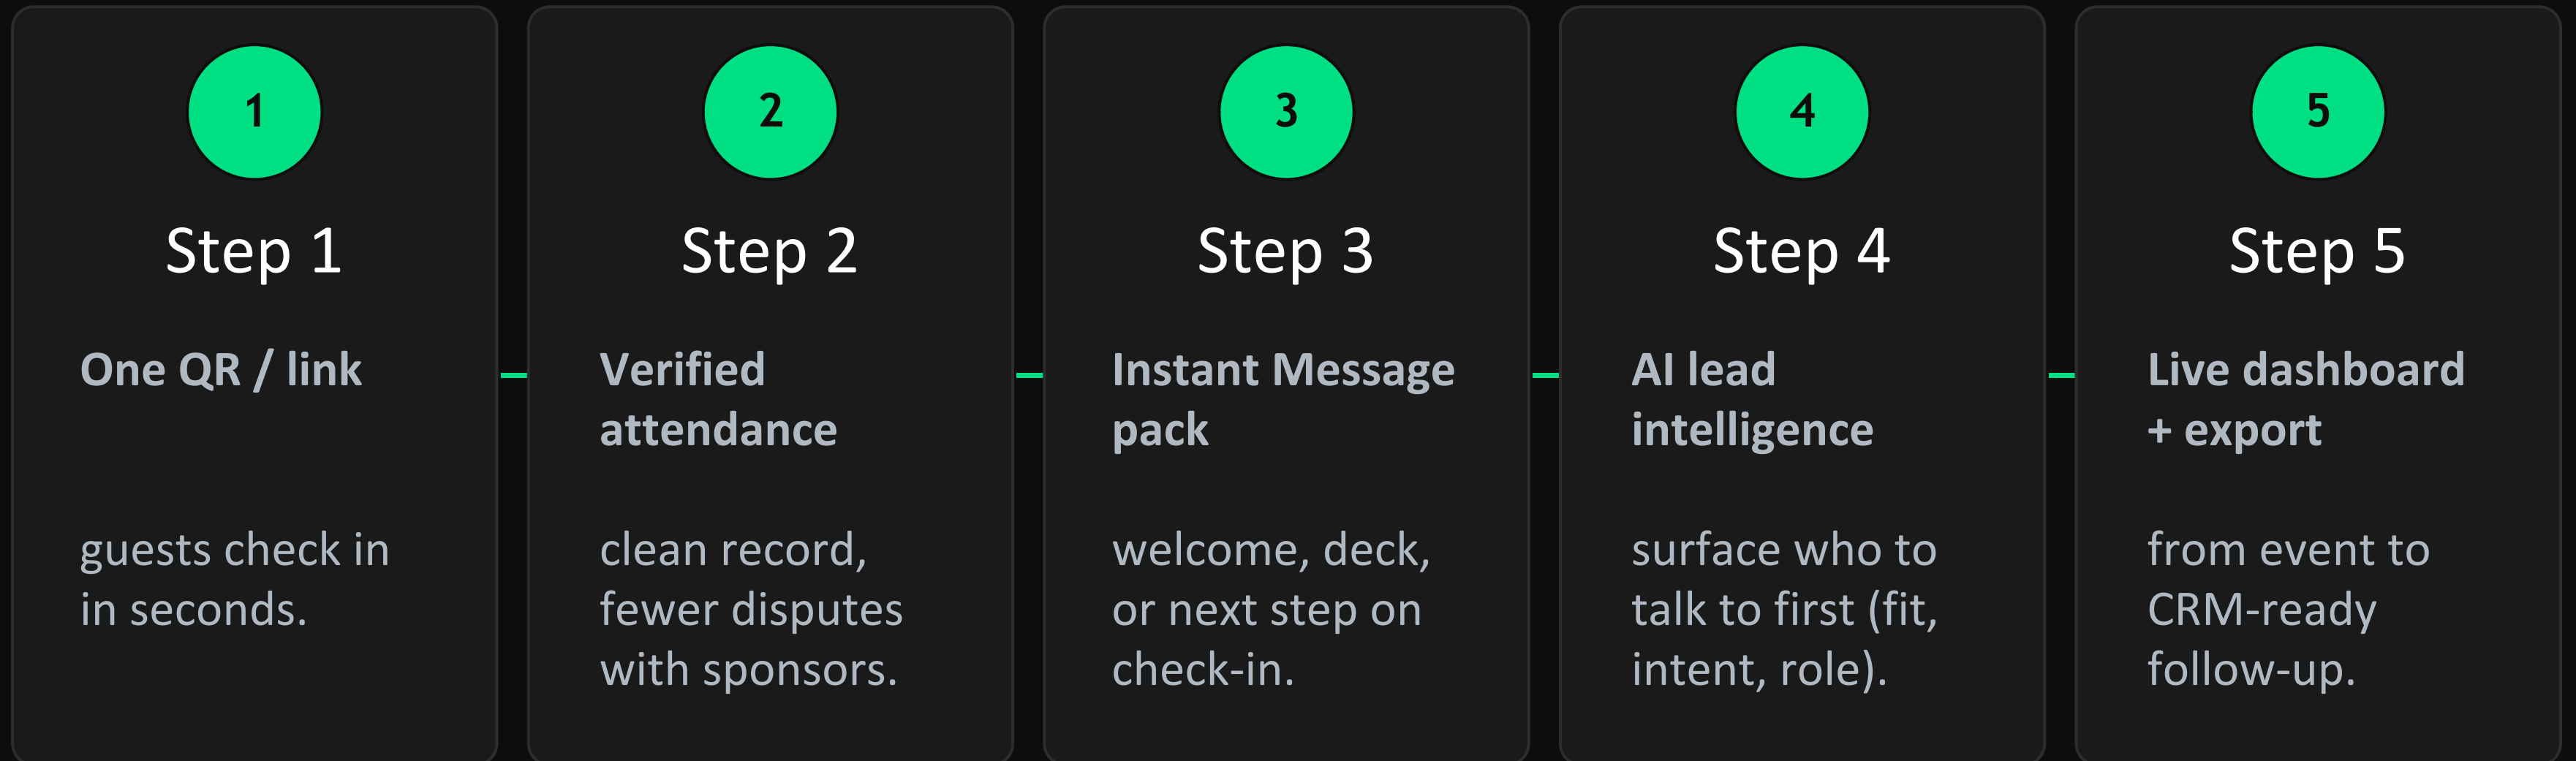 1
Step 1
One QR / link
guests check in
in seconds.
2
Step 2
Verified
attendance
clean record,
fewer disputes
with sponsors.
3
Step 3
Instant Message
pack
welcome, deck,
or next step on
check-in.
4
Step 4
AI lead
intelligence
surface who to
talk to first (fit,
intent, role).
5
Step 5
Live dashboard
+ export
from event to
CRM-ready
follow-up.